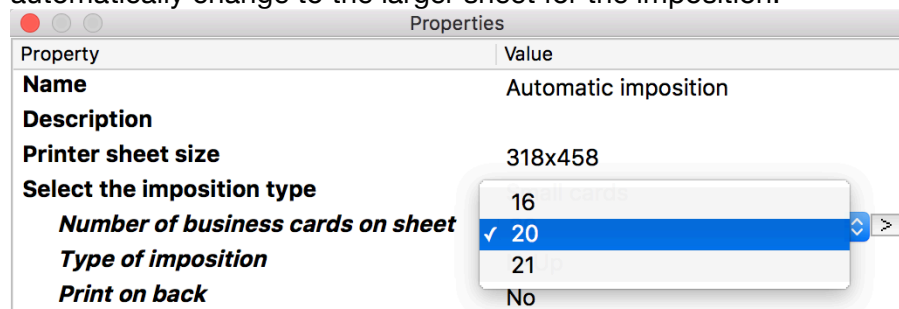 automatically change to the larger sheet for the imposition.
Properties
Property Value
Name Automatic imposition
Description
Printer sheet size 318x458
Select the imposition type Small cards
16
Number of business cards on sheet ✓ 20 >
Type of imposition 21
Print on back No